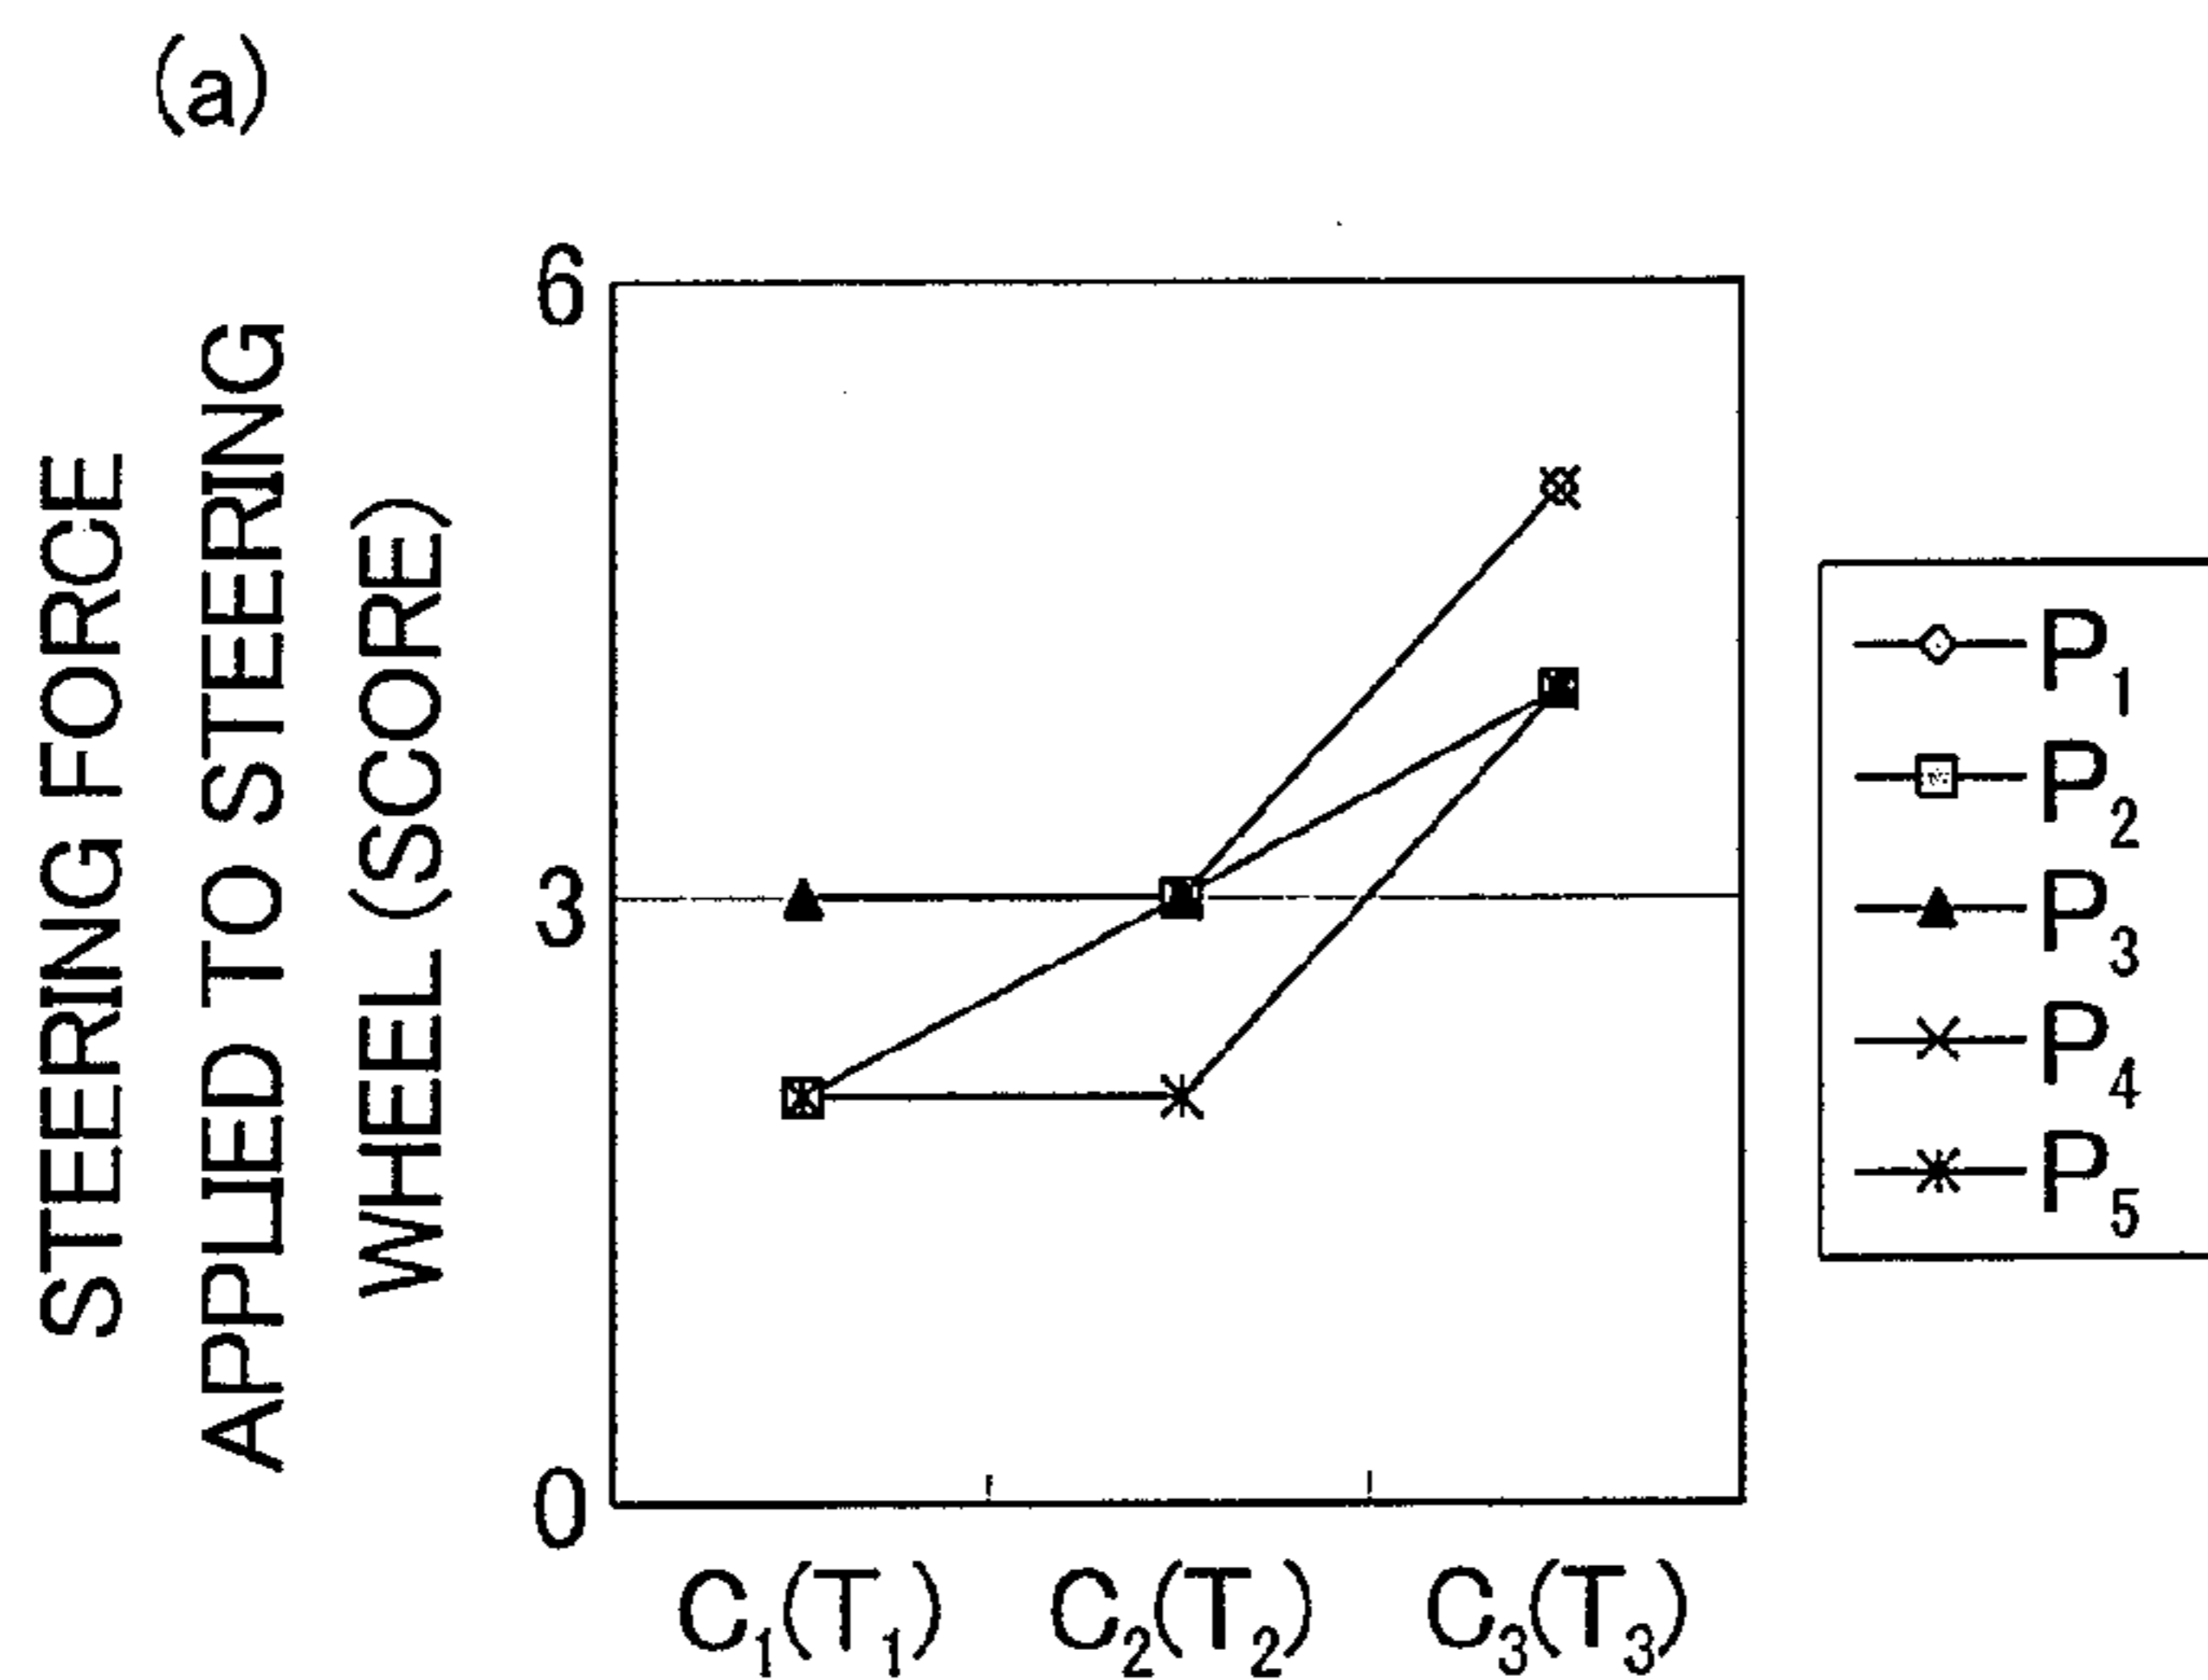 (a)
STEERING FORCE
APPLIED TO STEERING
WHEEL (SCORE)
6
3
0
C₁(T₁)
C₂(T₂)
C₃(T₃)
P₁
P₂
P₃
P₄
P₅